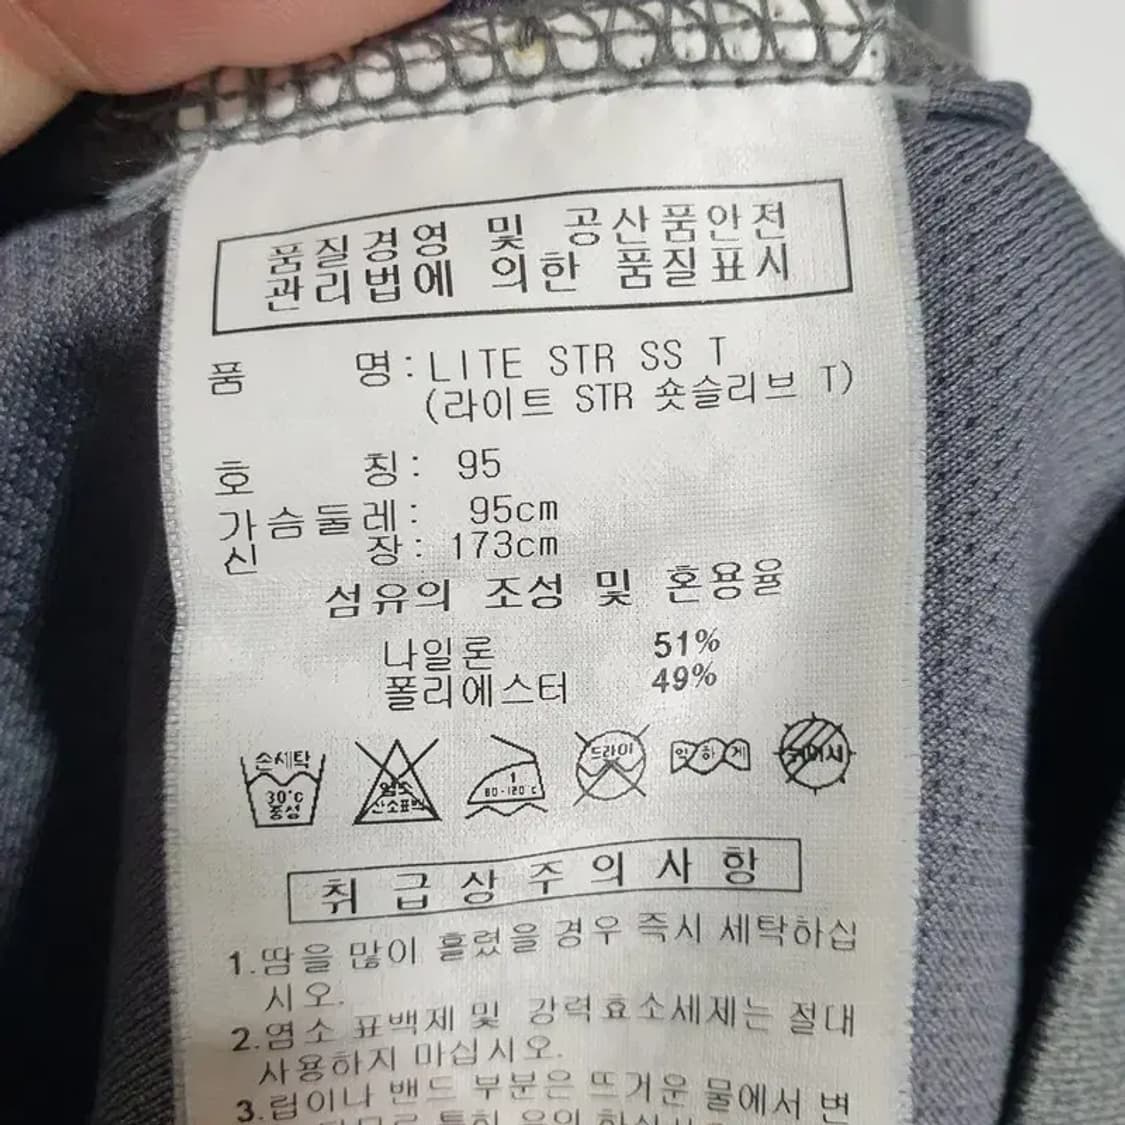 품질경영 및 공산품안전
관리법에 의한 품질표시
품 명 : LITE STR SS T
(라이트 STR 숏슬리브 T)
호 칭 : 95
가슴둘레 : 95cm
신 장 : 173cm
섬유의 조성 및 혼용율
나일론 51%
폴리에스터 49%
손세탁
30°c
중성
염소
산소표백
1
80-120°c
드라이
약하게
취급상주의사항
1.땀을 많이 흘렸을 경우 즉시 세탁하십
시오.
2.염소 표백제 및 강력효소세제는 절대
사용하지 마십시오.
3.립이나 밴드 부분은 뜨거운 물에서 변